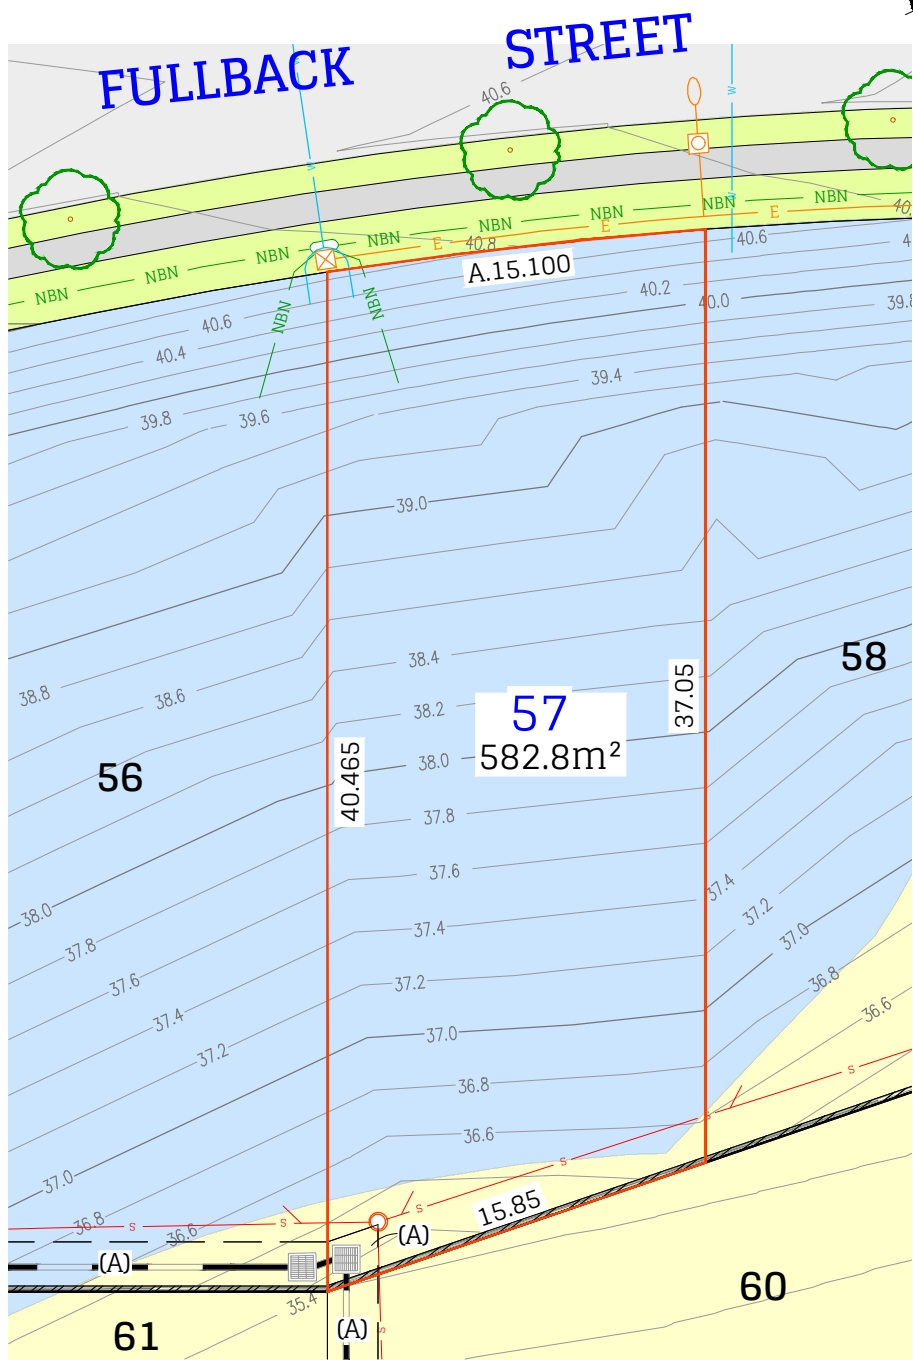 FULLBACK STREET
40.6
W
W
W
W
NBN
NBN
NBN
NBN
NBN
NBN
NBN
NBN
E
E
E
40.8
40.6
A.15.100
NBN
NBN
40.6
40.4
40.2
40.0
39.8
39.4
39.8
39.6
39.0
38.8
38.6
38.4
38.2
38.0
37.8
37.6
37.4
37.2
37.0
36.8
36.6
58
37.05
57
582.8m²
40.465
56
38.0
37.8
37.6
37.4
37.2
37.0
36.8
36.6
37.4
37.2
37.0
36.8
36.6
S
S
S
S
S
S
S
15.85
(A)
(A)
(A)
35.4
60
61